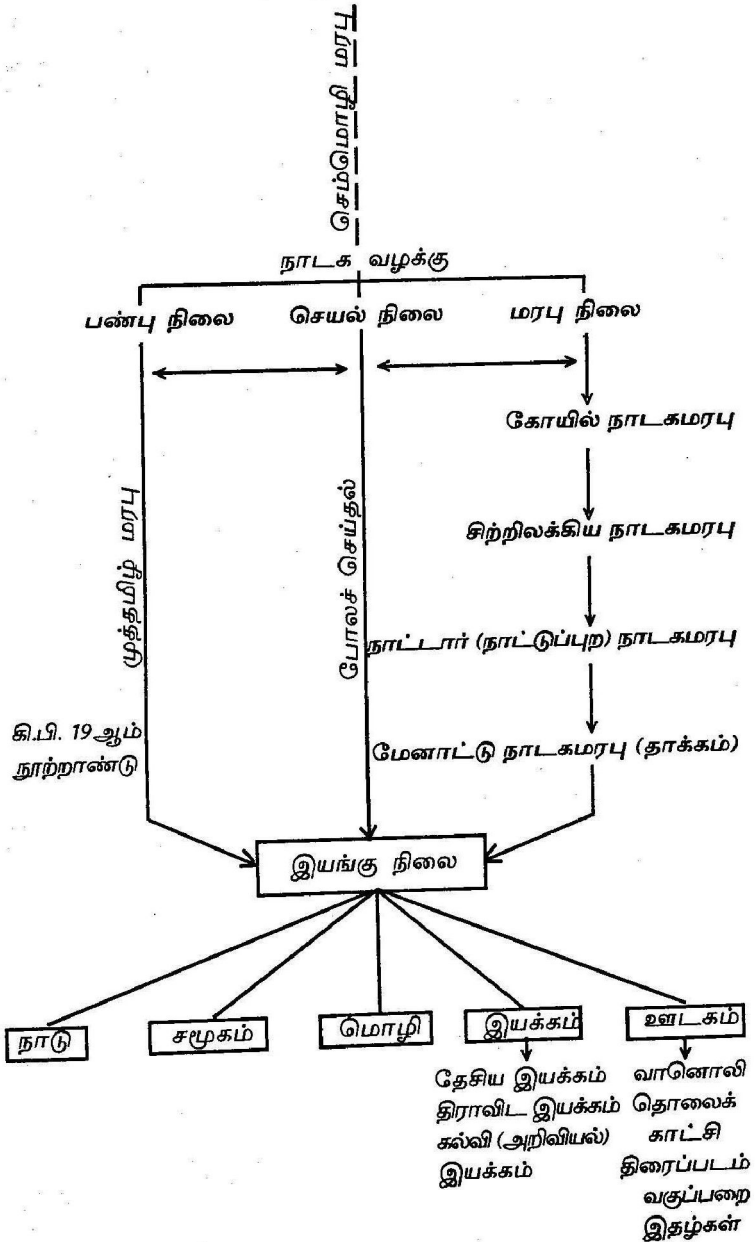 செம்மொழி மரபு
நாடக வழக்கு
பண்பு நிலை
செயல் நிலை
மரபு நிலை
கோயில் நாடகமரபு
சிற்றிலக்கிய நாடகமரபு
முத்தமிழ் மரபு
போலச் செய்தல்
நாட்டார் (நாட்டுப்புற) நாடகமரபு
கி.பி. 19ஆம்
நூற்றாண்டு
மேனாட்டு நாடகமரபு (தாக்கம்)
இயங்கு நிலை
நாடு
சமூகம்
மொழி
இயக்கம்
ஊடகம்
தேசிய இயக்கம்
திராவிட இயக்கம்
கல்வி (அறிவியல்)
இயக்கம்
வானொலி
தொலைக்
காட்சி
திரைப்படம்
வகுப்பறை
இதழ்கள்